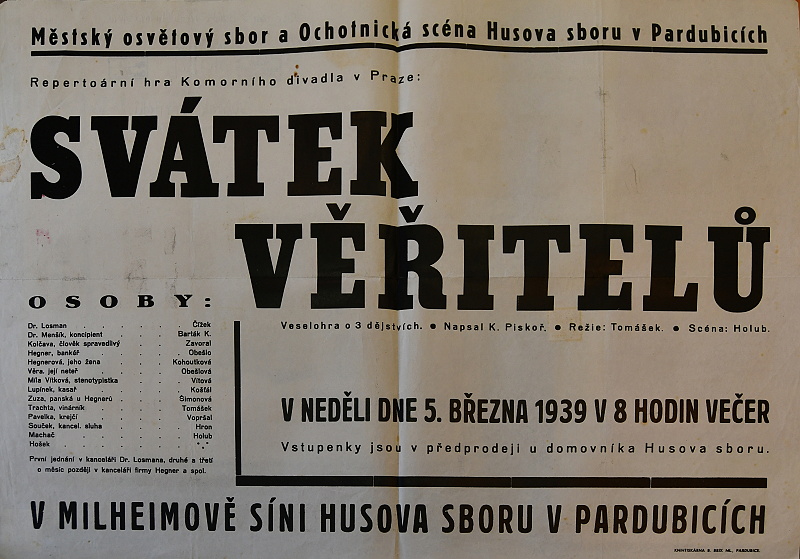 Městský osvětový sbor a Ochotnická scéna Husova sboru v Pardubicích
Repertoární hra Komorního divadla v Praze:
SVÁTEK
VĚŘITELŮ
Veselohra o 3 dějstvích. ● Napsal K. Piskoř. ● Režie: Tomášek. ● Scéna: Holub.
OSOBY:
Dr. Losman . . . . . . Čížek
Dr. Menšík, koncipient . . . . Barták K.
Kolčava, člověk spravedlivý . . . Zavoral
Hegner, bankéř . . . . . Obešlo
Hegnerová, jeho žena . . . . Kohoutková
Věra, její neteř . . . . . Obešlová
Míla Vítková, stenotypistka . . . Vítová
Lupínek, kasař . . . . . Košťál
Zuza, panská u Hegnerů . . . Šimonová
Trachta, vinárník . . . . . Tomášek
Pavelka, krejčí . . . . . Vopršal
Souček, kancel. sluha . . . . Hron
Machač . . . . . . Holub
Hošek . . . . . . *,*
První jednání v kanceláři Dr. Losmana, druhé a třetí
o měsíc později v kanceláři firmy Hegner a spol.
V NEDĚLI DNE 5. BŘEZNA 1939 V 8 HODIN VEČER
Vstupenky jsou v předprodeji u domovníka Husova sboru.
V MILHEIMOVĚ SÍNI HUSOVA SBORU V PARDUBICÍCH
KNIHTISKÁRNA B. BEIX ML., PARDUBICE.